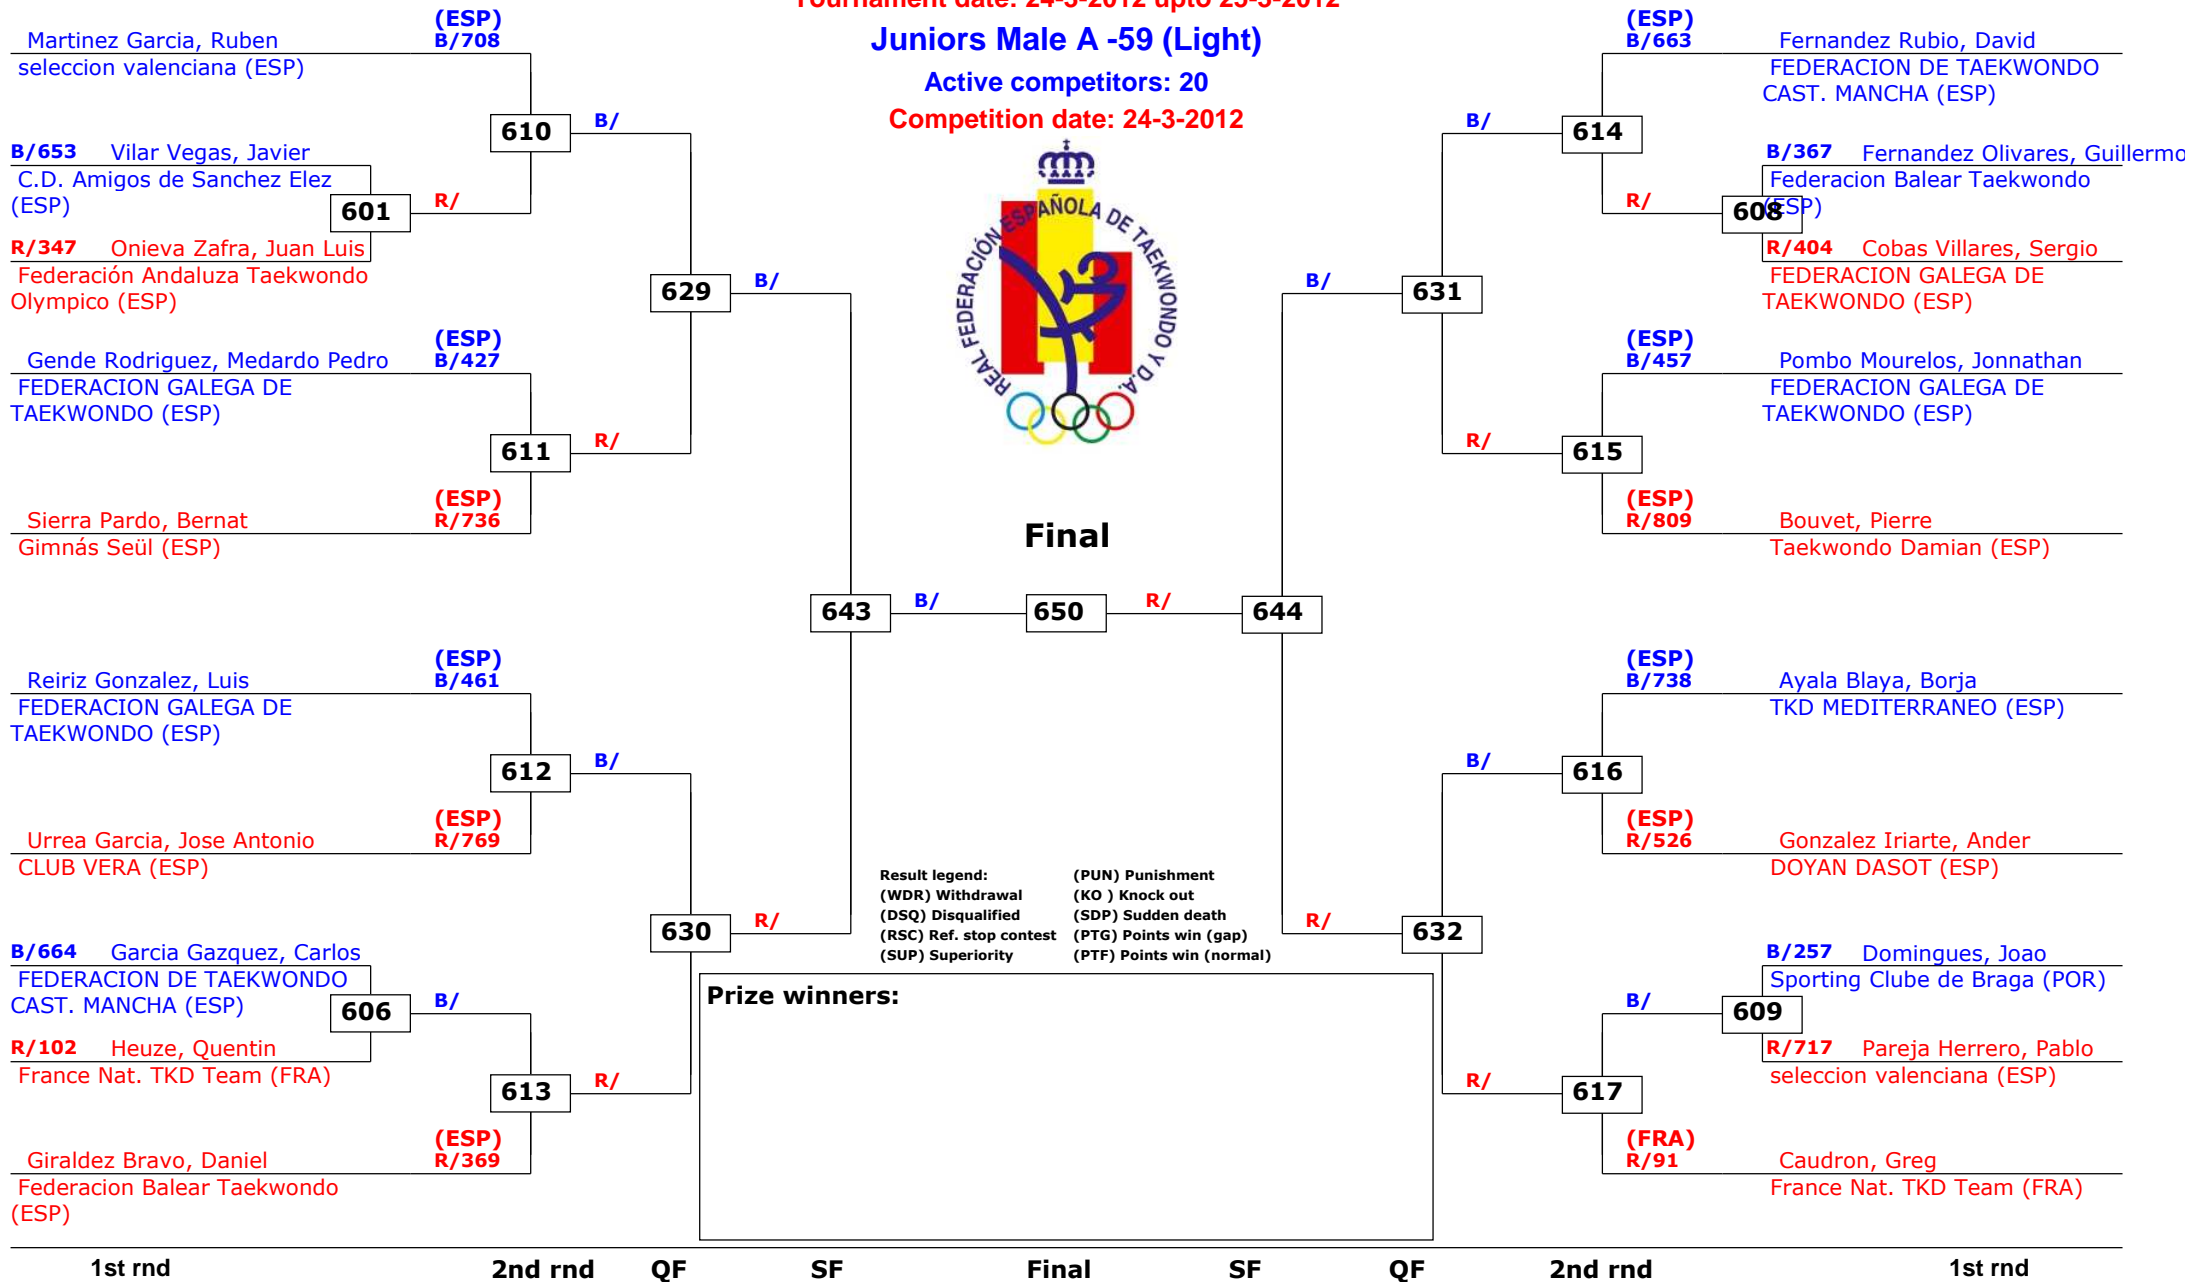 Tournament date: 24-3-2012 upto 25-3-2012
Juniors Male A -59 (Light)
Active competitors: 20
Competition date: 24-3-2012
REAL FEDERACIÓN ESPAÑOLA DE TAEKWONDO Y D.A.
(ESP)
Martinez Garcia, Ruben B/708
seleccion valenciana (ESP)
610
B/
B/653 Vilar Vegas, Javier
C.D. Amigos de Sanchez Elez
(ESP)
601
R/
R/347 Onieva Zafra, Juan Luis
Federación Andaluza Taekwondo
Olympico (ESP)
629
B/
(ESP)
Gende Rodriguez, Medardo Pedro B/427
FEDERACION GALEGA DE
TAEKWONDO (ESP)
611
R/
(ESP)
Sierra Pardo, Bernat R/736
Gimnás Seül (ESP)
643
B/
(ESP)
Reiriz Gonzalez, Luis B/461
FEDERACION GALEGA DE
TAEKWONDO (ESP)
612
B/
(ESP)
Urrea Garcia, Jose Antonio R/769
CLUB VERA (ESP)
630
R/
B/664 Garcia Gazquez, Carlos
FEDERACION DE TAEKWONDO
CAST. MANCHA (ESP)
606
B/
R/102 Heuze, Quentin
France Nat. TKD Team (FRA)
613
R/
(ESP)
Giraldez Bravo, Daniel R/369
Federacion Balear Taekwondo
(ESP)
Final
650
R/
644
(ESP)
B/663 Fernandez Rubio, David
FEDERACION DE TAEKWONDO
CAST. MANCHA (ESP)
B/
614
B/367 Fernandez Olivares, Guillermo
Federacion Balear Taekwondo
(ESP)
R/
608
R/404 Cobas Villares, Sergio
FEDERACION GALEGA DE
TAEKWONDO (ESP)
B/
631
(ESP)
B/457 Pombo Mourelos, Jonnathan
FEDERACION GALEGA DE
TAEKWONDO (ESP)
R/
615
(ESP)
R/809 Bouvet, Pierre
Taekwondo Damian (ESP)
(ESP)
B/738 Ayala Blaya, Borja
TKD MEDITERRANEO (ESP)
B/
616
(ESP)
R/526 Gonzalez Iriarte, Ander
DOYAN DASOT (ESP)
R/
632
B/257 Domingues, Joao
Sporting Clube de Braga (POR)
B/
609
R/717 Pareja Herrero, Pablo
seleccion valenciana (ESP)
R/
617
(FRA)
R/91 Caudron, Greg
France Nat. TKD Team (FRA)
Result legend: (PUN) Punishment
(WDR) Withdrawal (KO ) Knock out
(DSQ) Disqualified (SDP) Sudden death
(RSC) Ref. stop contest (PTG) Points win (gap)
(SUP) Superiority (PTF) Points win (normal)
Prize winners:
1st rnd 2nd rnd QF SF Final SF QF 2nd rnd 1st rnd